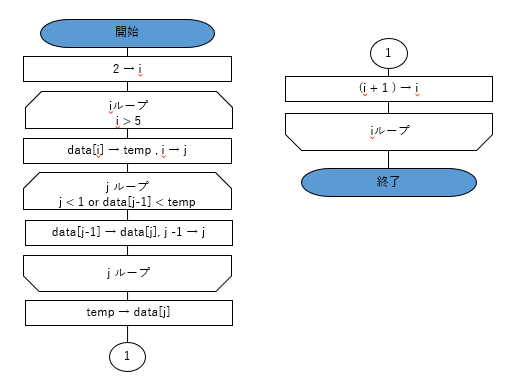 開始
2 → i
iループ
i > 5
data[i] → temp , i → j
j ループ
j < 1 or data[j-1] < temp
data[j-1] → data[j], j -1 → j
j ループ
temp → data[j]
1
1
(i + 1 ) → i
iループ
終了